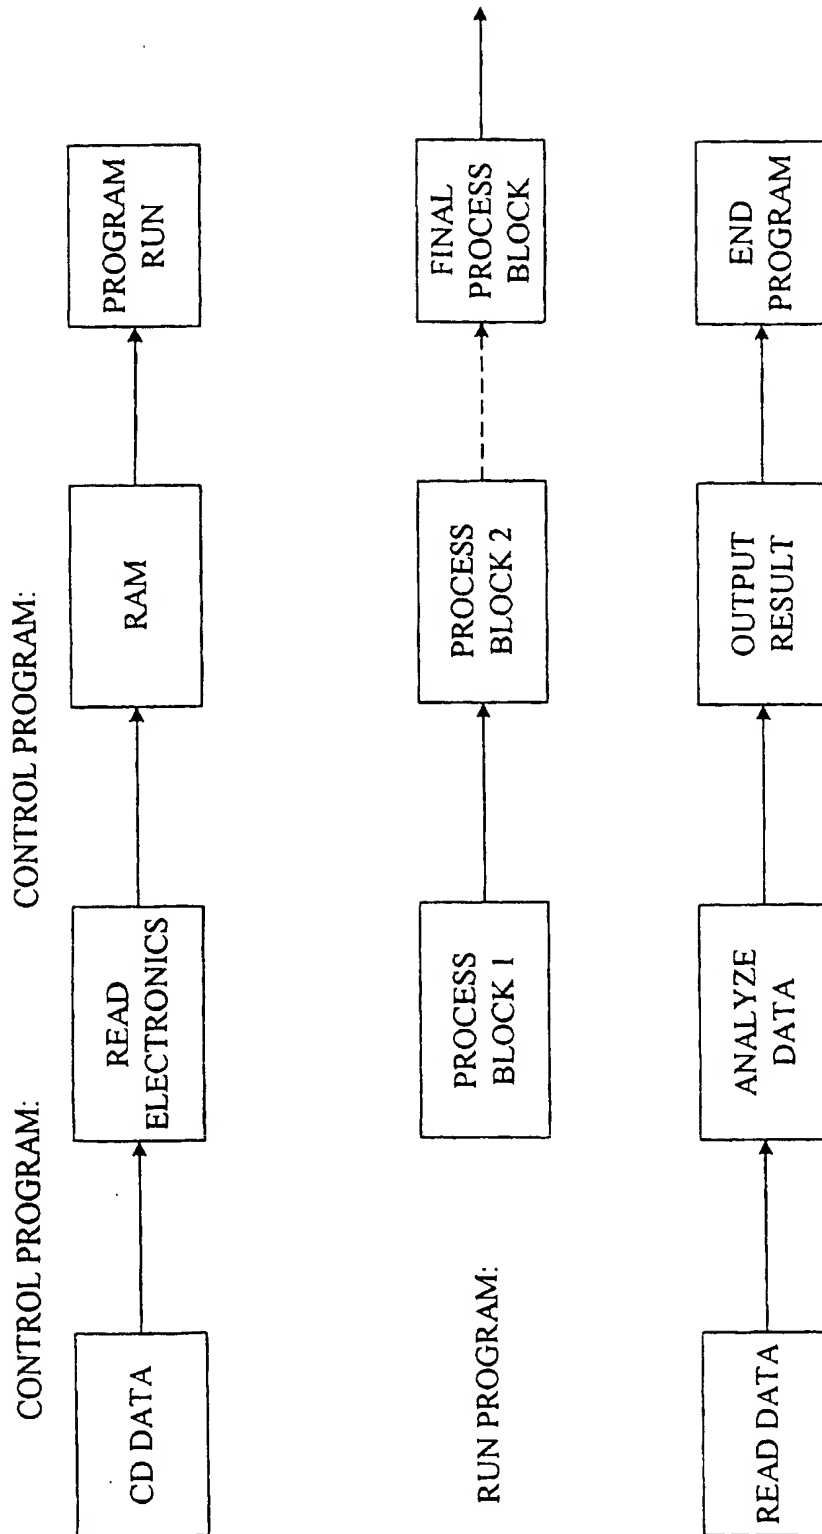 CONTROL PROGRAM:
CONTROL PROGRAM:
CD DATA
READ
ELECTRONICS
RAM
PROGRAM
RUN
RUN PROGRAM:
PROCESS
BLOCK 1
PROCESS
BLOCK 2
FINAL
PROCESS
BLOCK
READ DATA
ANALYZE
DATA
OUTPUT
RESULT
END
PROGRAM